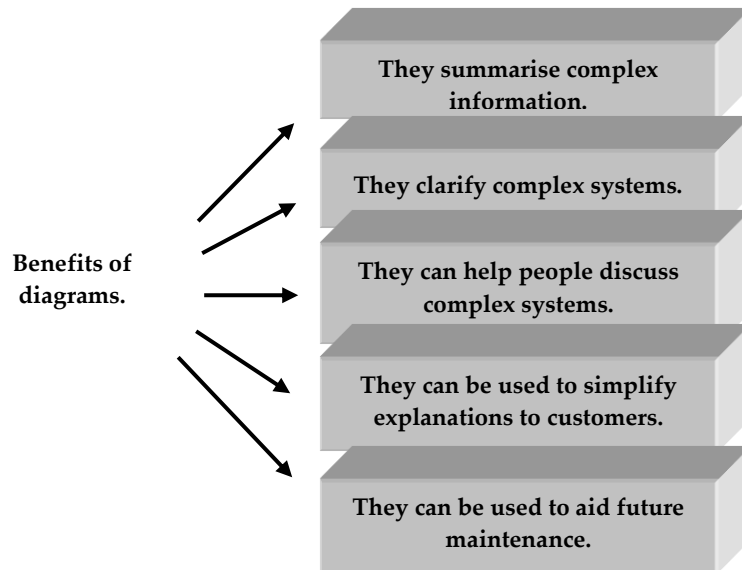 Benefits of
diagrams.
They summarise complex
information.
They clarify complex systems.
They can help people discuss
complex systems.
They can be used to simplify
explanations to customers.
They can be used to aid future
maintenance.